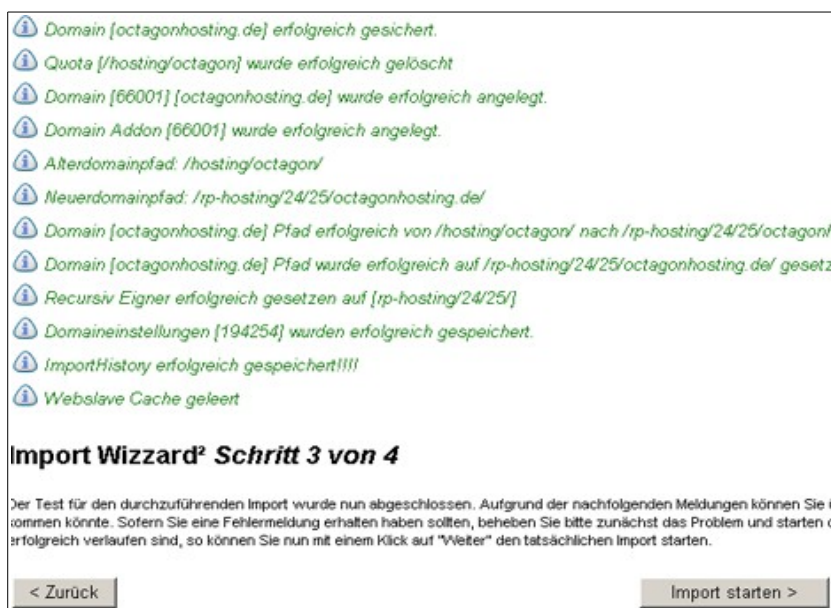 Domain [octagonhosting.de] erfolgreich gesichert.
Quota [/hosting/octagon] wurde erfolgreich gelöscht
Domain [66001] [octagonhosting.de] wurde erfolgreich angelegt.
Domain Addon [66001] wurde erfolgreich angelegt.
Alterdomainpfad: /hosting/octagon/
Neuerdomainpfad: /rp-hosting/24/25/octagonhosting.de/
Domain [octagonhosting.de] Pfad erfolgreich von /hosting/octagon/ nach /rp-hosting/24/25/octagonh
Domain [octagonhosting.de] Pfad wurde erfolgreich auf /rp-hosting/24/25/octagonhosting.de/ gesetz
Recursiv Eigner erfolgreich gesetzen auf [rp-hosting/24/25/]
Domaineinstellungen [194254] wurden erfolgreich gespeichert.
ImportHistory erfolgreich gespeichert!!!!
Webslave Cache geleert
Import Wizzard² Schritt 3 von 4
Der Test für den durchzuführenden Import wurde nun abgeschlossen. Aufgrund der nachfolgenden Meldungen können Sie
kommen könnte. Sofern Sie eine Fehlermeldung erhalten haben sollten, beheben Sie bitte zunächst das Problem und starten
erfolgreich verlaufen sind, so können Sie nun mit einem Klick auf "Weiter" den tatsächlichen Import starten.
< Zurück
Import starten >